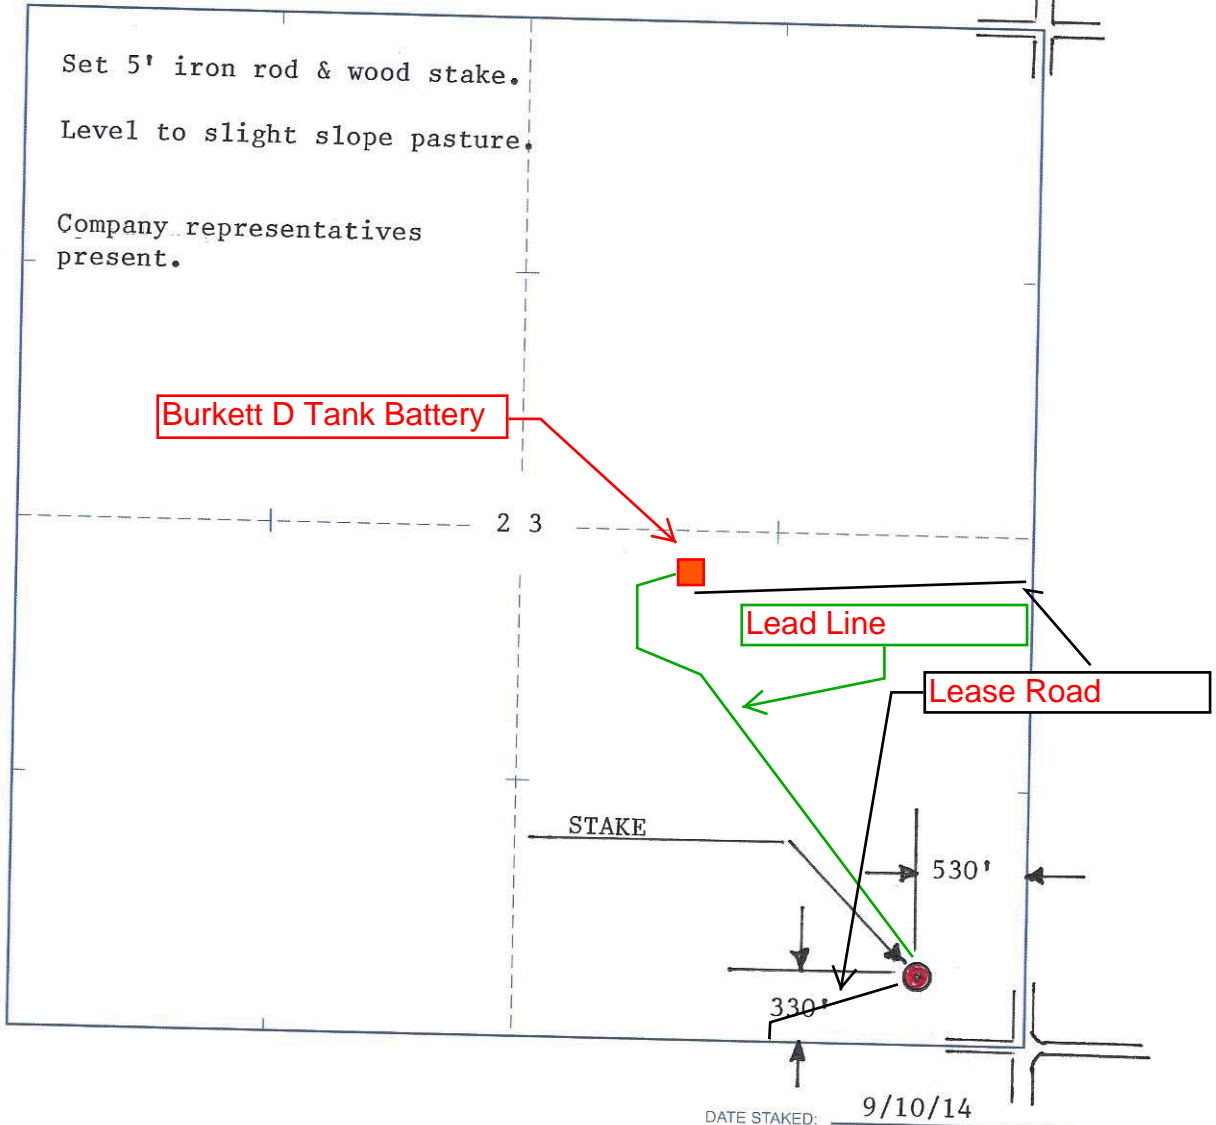 Set 5' iron rod & wood stake.
Level to slight slope pasture.
Company representatives
present.
Burkett D Tank Battery
2 3
Lead Line
Lease Road
STAKE
530'
330'
DATE STAKED: 9/10/14